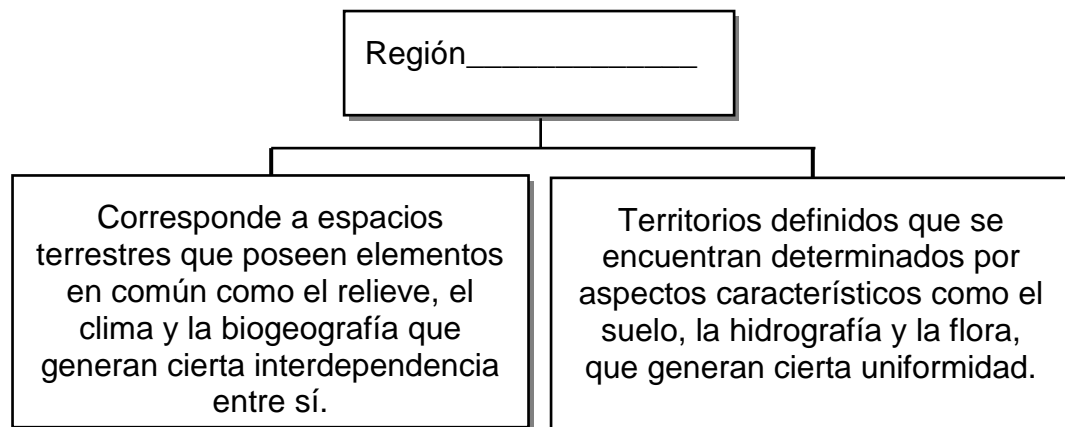 Región_______________
Corresponde a espacios
terrestres que poseen elementos
en común como el relieve, el
clima y la biogeografía que
generan cierta interdependencia
entre sí.
Territorios definidos que se
encuentran determinados por
aspectos característicos como el
suelo, la hidrografía y la flora,
que generan cierta uniformidad.